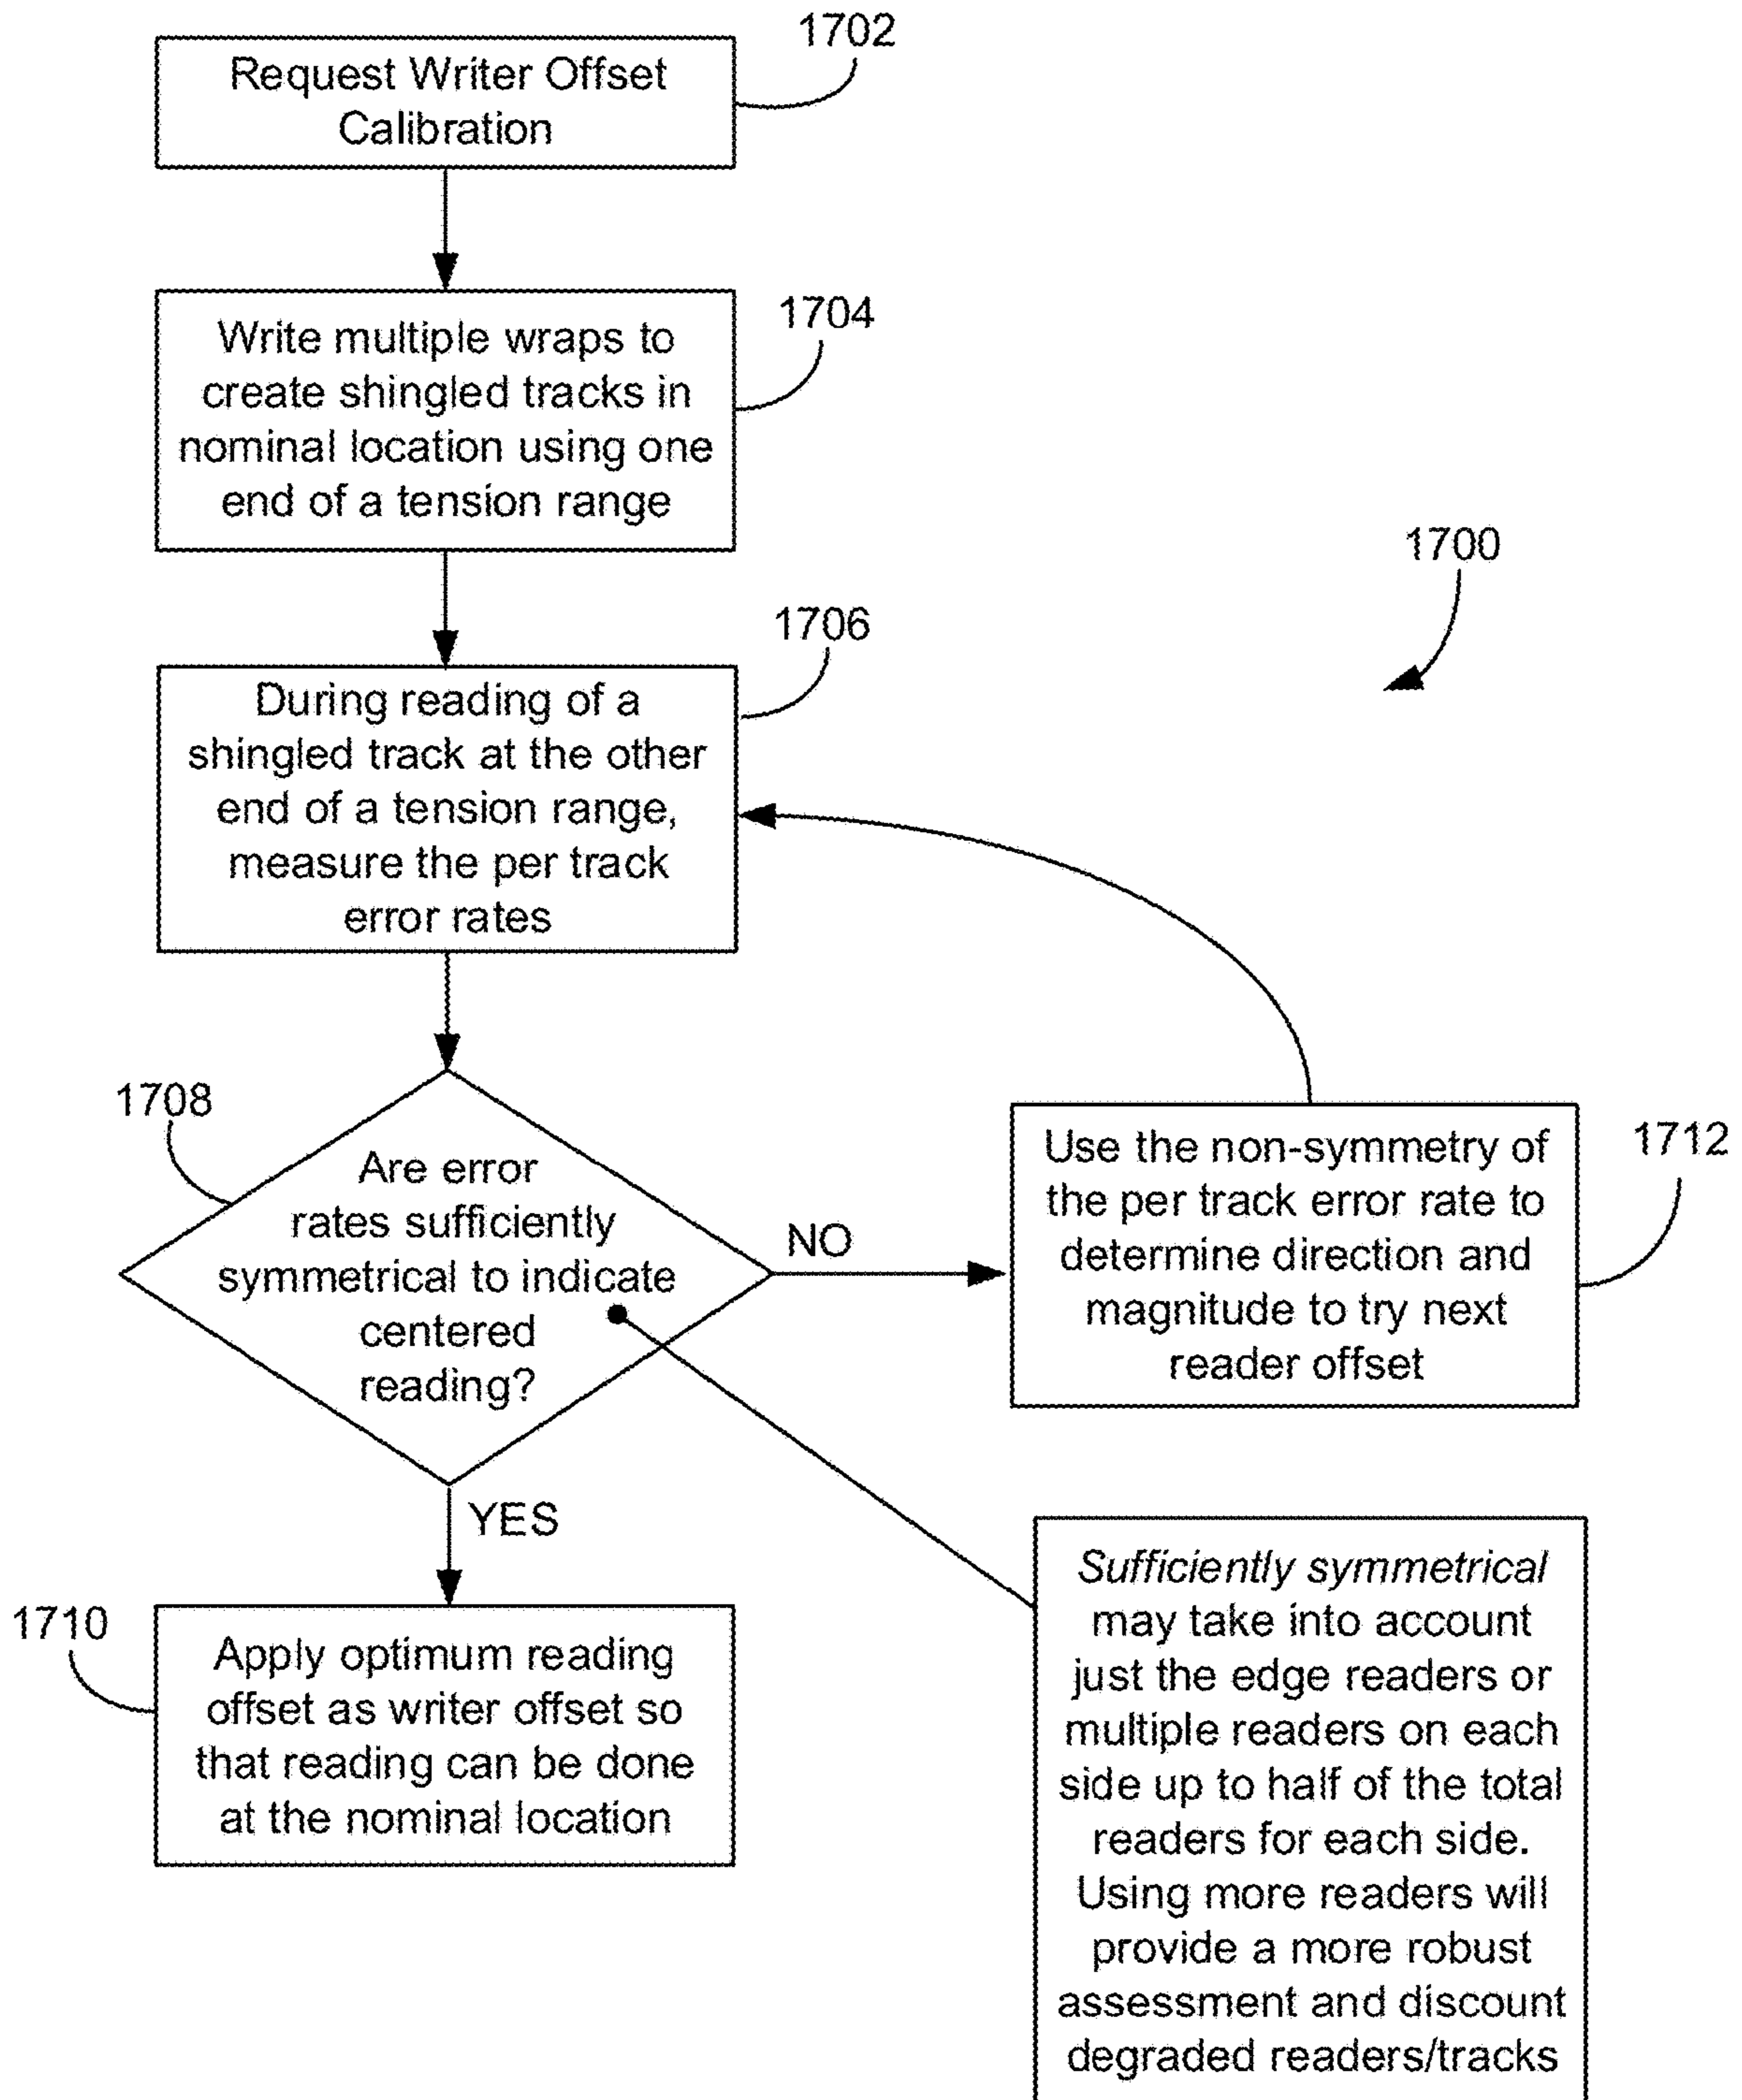 1702
Request Writer Offset
Calibration
1704
Write multiple wraps to
create shingled tracks in
nominal location using one
end of a tension range
1700
1706
During reading of a
shingled track at the other
end of a tension range,
measure the per track
error rates
1708
Are error
rates sufficiently
symmetrical to indicate
centered
reading?
NO
1712
Use the non-symmetry of
the per track error rate to
determine direction and
magnitude to try next
reader offset
YES
1710
Apply optimum reading
offset as writer offset so
that reading can be done
at the nominal location
Sufficiently symmetrical
may take into account
just the edge readers or
multiple readers on each
side up to half of the total
readers for each side.
Using more readers will
provide a more robust
assessment and discount
degraded readers/tracks